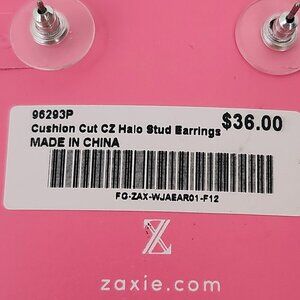 96293P
Cushion Cut CZ Halo Stud Earrings $36.00
MADE IN CHINA
FG-ZAX-WJAEAR01-F12
zaxie.com